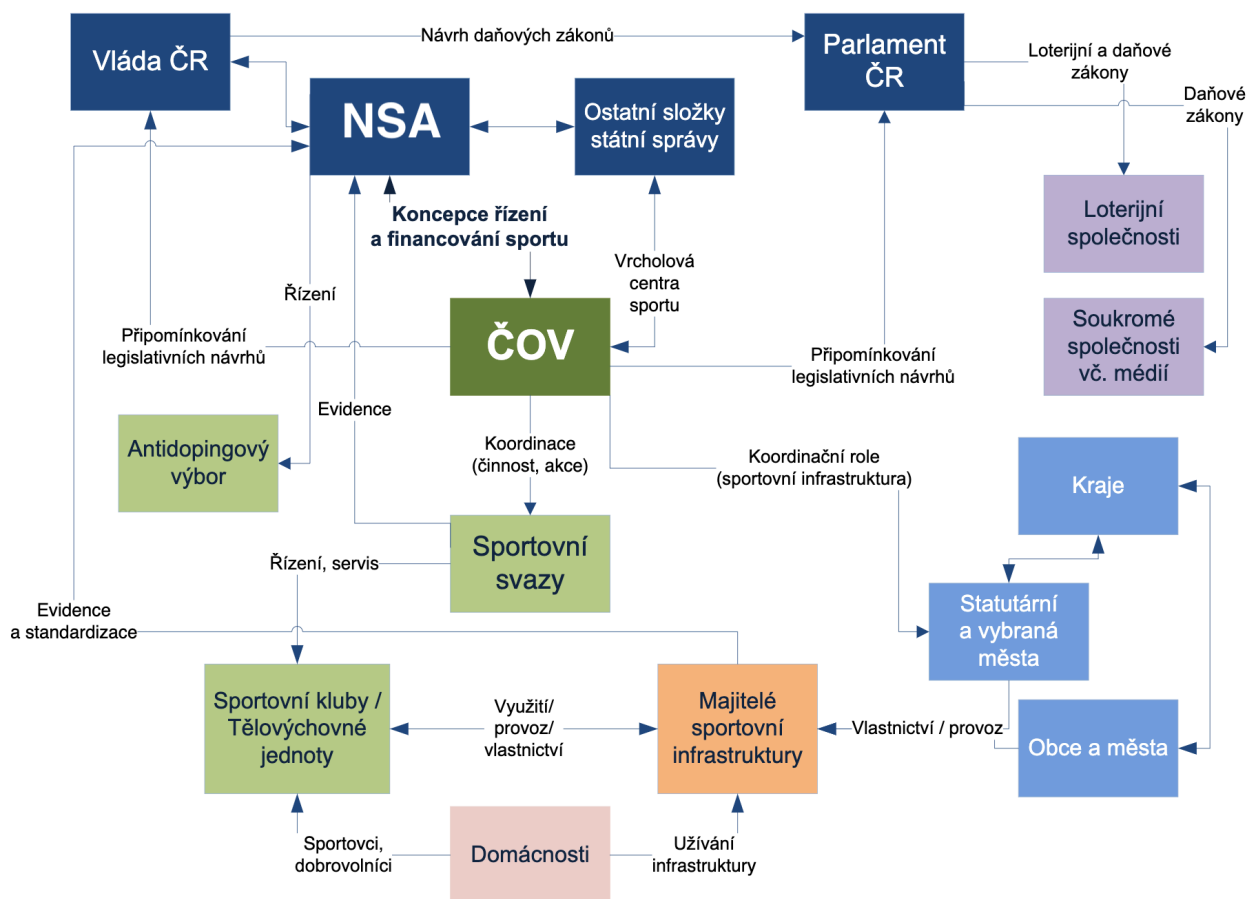 Vláda ČR
Návrh daňových zákonů
Parlament
ČR
Loterijní a daňové
zákony
Daňové
zákony
NSA
Ostatní složky
státní správy
Loterijní
společnosti
Koncepce řízení
a financování sportu
Vrcholová
centra
sportu
Řízení
ČOV
Připomínkování
legislativních návrhů
Připomínkování
legislativních návrhů
Soukromé
společnosti
vč. médií
Evidence
Antidopingový
výbor
Koordinace
(činnost, akce)
Koordinační role
(sportovní infrastruktura)
Kraje
Sportovní
svazy
Řízení, servis
Evidence
a standardizace
Statutární
a vybraná
města
Sportovní kluby /
Tělovýchovné
jednoty
Využití/
provoz/
vlastnictví
Majitelé
sportovní
infrastruktury
Vlastnictví / provoz
Obce a města
Sportovci,
dobrovolníci
Domácnosti
Užívání
infrastruktury